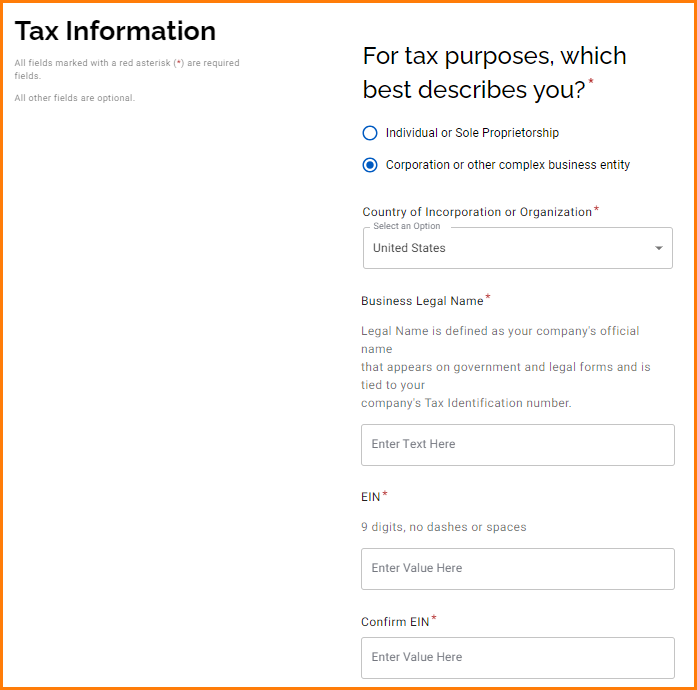 Tax Information
All fields marked with a red asterisk (*) are required
fields.
All other fields are optional.
For tax purposes, which
best describes you?*
Individual or Sole Proprietorship
Corporation or other complex business entity
Country of Incorporation or Organization*
Select an Option
United States
Business Legal Name*
Legal Name is defined as your company's official
name
that appears on government and legal forms and is
tied to your
company's Tax Identification number.
Enter Text Here
EIN*
9 digits, no dashes or spaces
Enter Value Here
Confirm EIN*
Enter Value Here